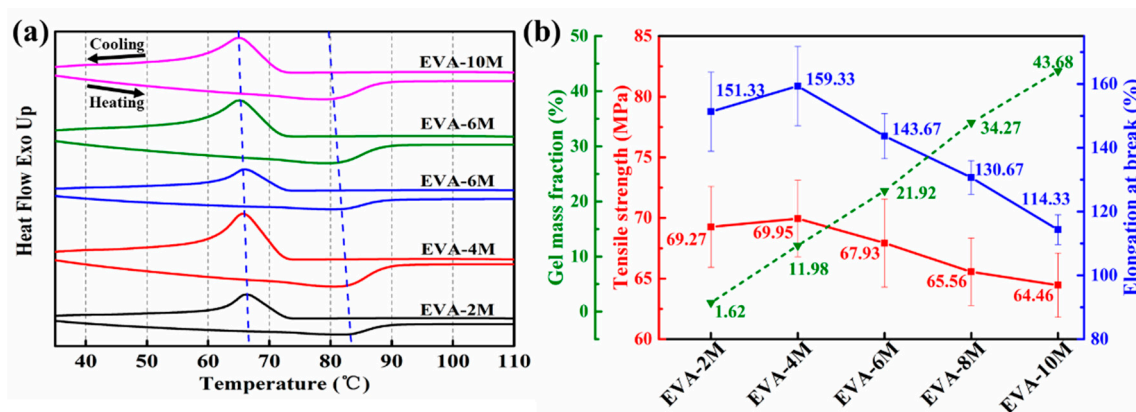 (a)
Cooling
Heating
EVA-10M
EVA-6M
EVA-6M
EVA-4M
EVA-2M
Heat Flow Exo Up
40 50 60 70 80 90 100 110
Temperature (℃)
(b)
Gel mass fraction (%)
50
40
30
20
10
0
Tensile strength (MPa)
85
80
75
70
65
60
151.33
159.33
143.67
130.67
114.33
43.68
34.27
21.92
11.98
1.62
69.27
69.95
67.93
65.56
64.46
160
140
120
100
80
Elongation at break (%)
EVA-2M
EVA-4M
EVA-6M
EVA-8M
EVA-10M